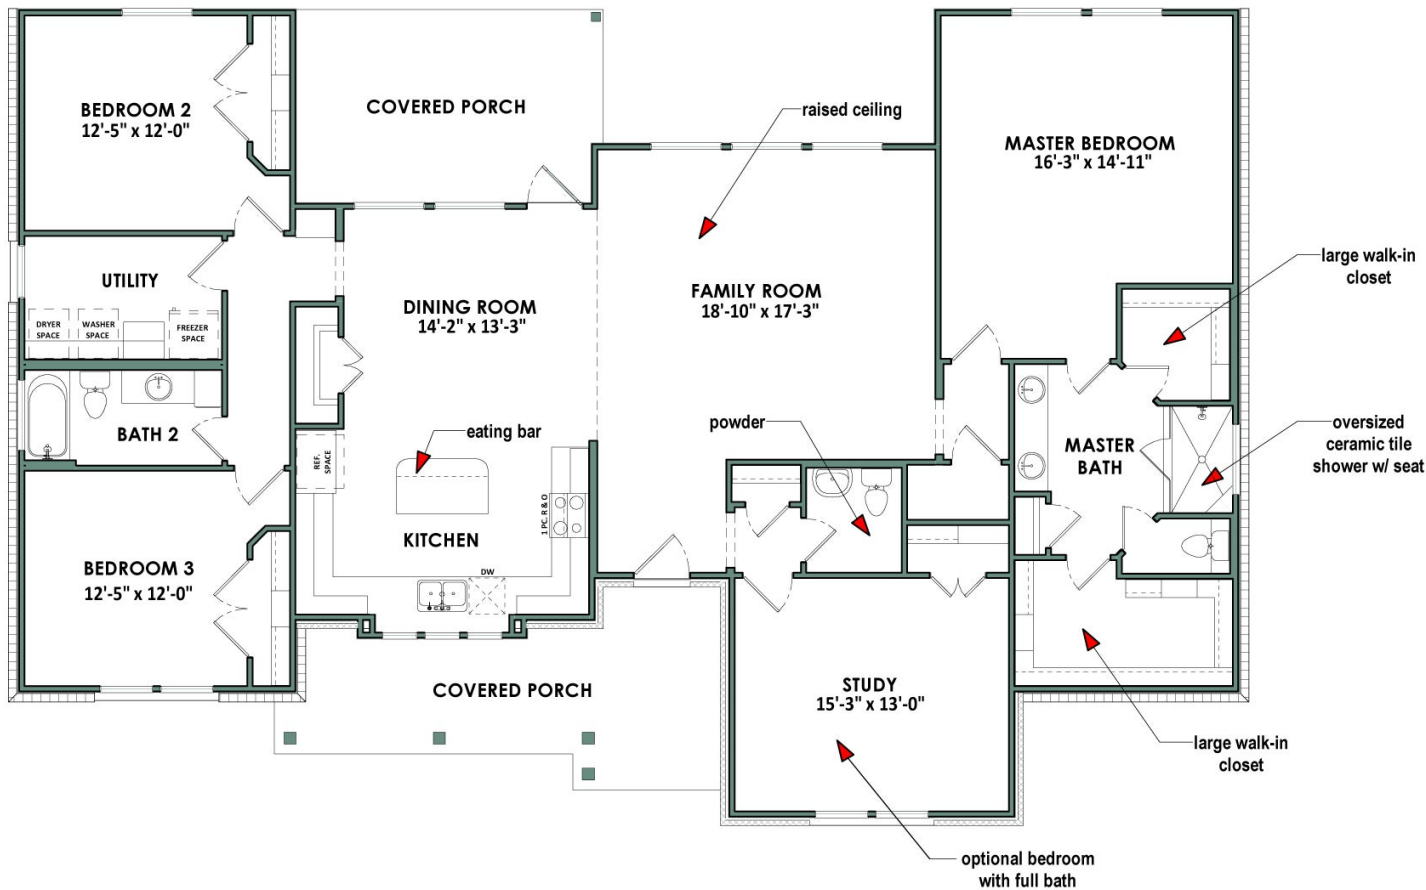 BEDROOM 2
12'-5" x 12'-0"
COVERED PORCH
raised ceiling
MASTER BEDROOM
16'-3" x 14'-11"
UTILITY
DRYER
SPACE
WASHER
SPACE
FREEZER
SPACE
DINING ROOM
14'-2" x 13'-3"
FAMILY ROOM
18'-10" x 17'-3"
large walk-in
closet
BATH 2
eating bar
powder
MASTER
BATH
oversized
ceramic tile
shower w/ seat
REF.
SPACE
1 PC. R & O
KITCHEN
DW
BEDROOM 3
12'-5" x 12'-0"
COVERED PORCH
STUDY
15'-3" x 13'-0"
large walk-in
closet
optional bedroom
with full bath